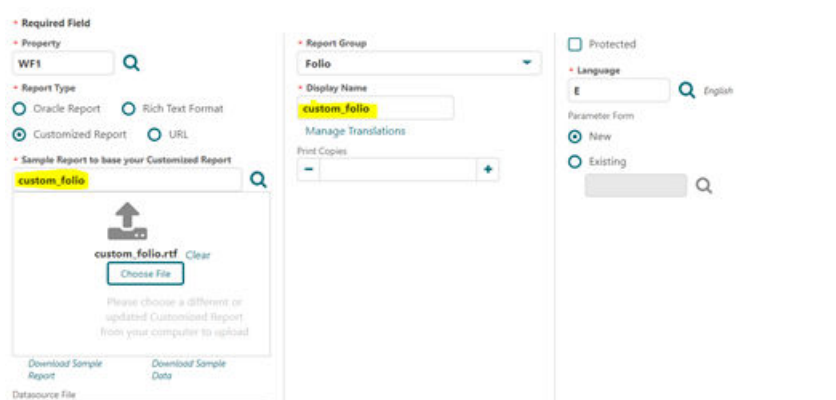 * Required Field
* Property
WF1
* Report Type
Oracle Report
Rich Text Format
Customized Report
URL
* Sample Report to base your Customized Report
custom_folio
custom_folio.rtf Clear
Choose File
Please choose a different or
updated Customized Report
from your computer to upload
Download Sample
Report
Download Sample
Data
Datasource File
* Report Group
Folio
* Display Name
custom_folio
Manage Translations
Print Copies
Protected
* Language
E
English
Parameter Form
New
Existing